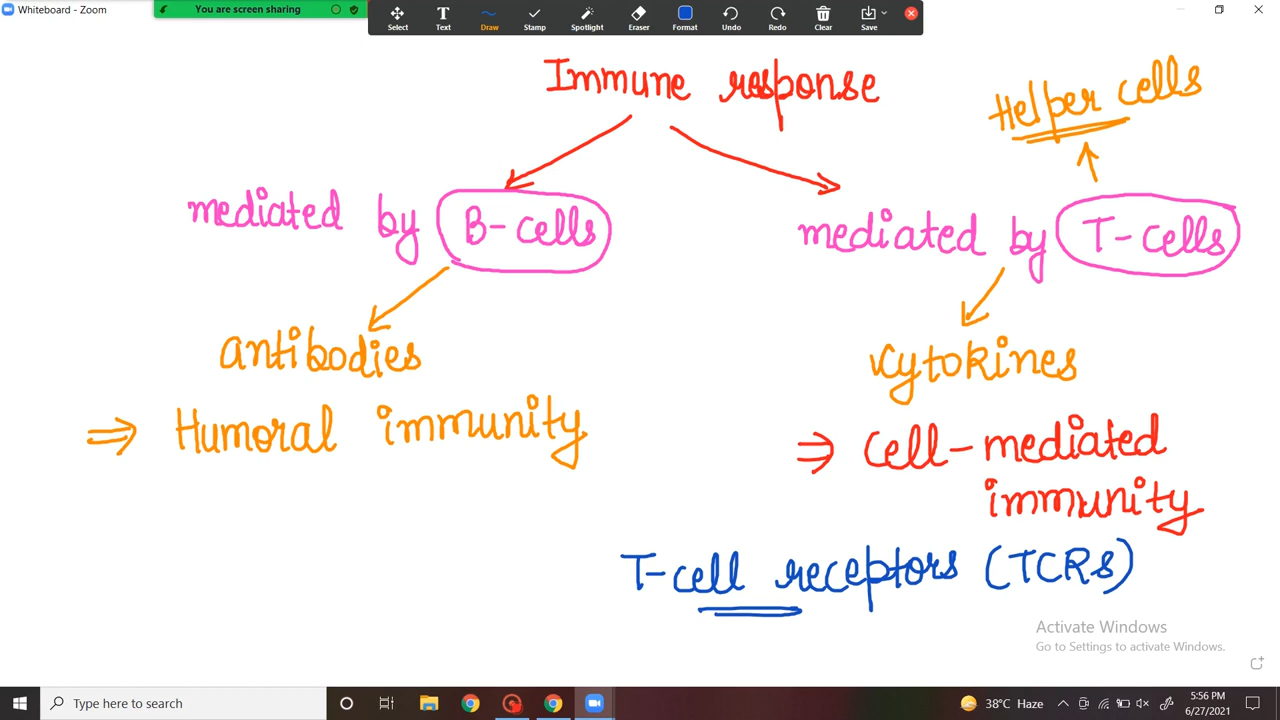 Whiteboard - Zoom
You are screen sharing
Select Text Draw Stamp Spotlight Eraser Format Undo Redo Clear Save
Immune response
Helper cells
mediated by B-cells
mediated by T-cells
Antibodies
Cytokines
⇒ Humoral immunity
⇒ Cell-mediated
immunity
T-cell receptors (TCRs)
Activate Windows
Go to Settings to activate Windows.
Type here to search
38°C Haze
5:56 PM
6/27/2021